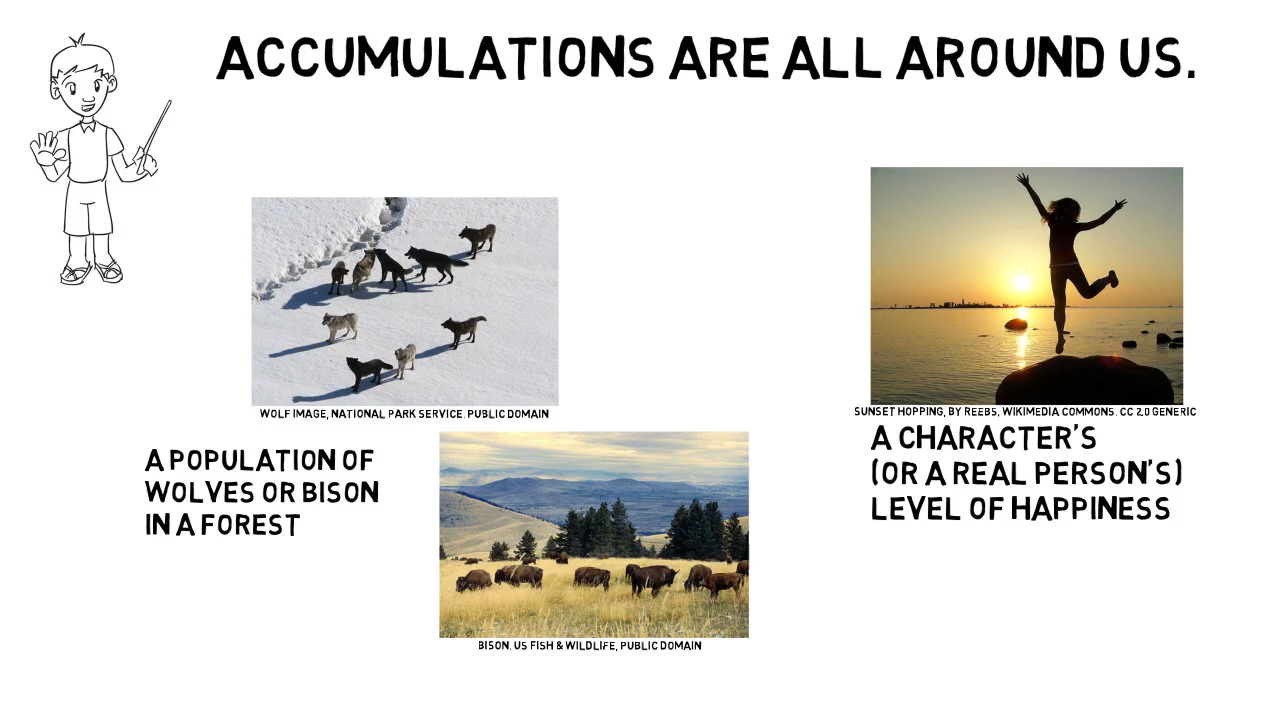 ACCUMULATIONS ARE ALL AROUND US.
WOLF IMAGE, NATIONAL PARK SERVICE. PUBLIC DOMAIN
SUNSET HOPPING, BY REEBS, WIKIMEDIA COMMONS. CC 2.0 GENERIC
A POPULATION OF
WOLVES OR BISON
IN A FOREST
A CHARACTER'S
(OR A REAL PERSON'S)
LEVEL OF HAPPINESS
BISON. US FISH & WILDLIFE, PUBLIC DOMAIN